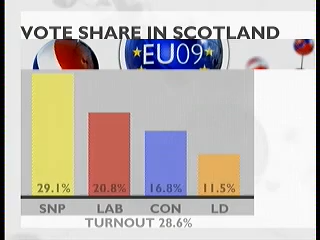 VOTE SHARE IN SCOTLAND
EU09
29.1% 20.8% 16.8% 11.5%
SNP LAB CON LD
TURNOUT 28.6%